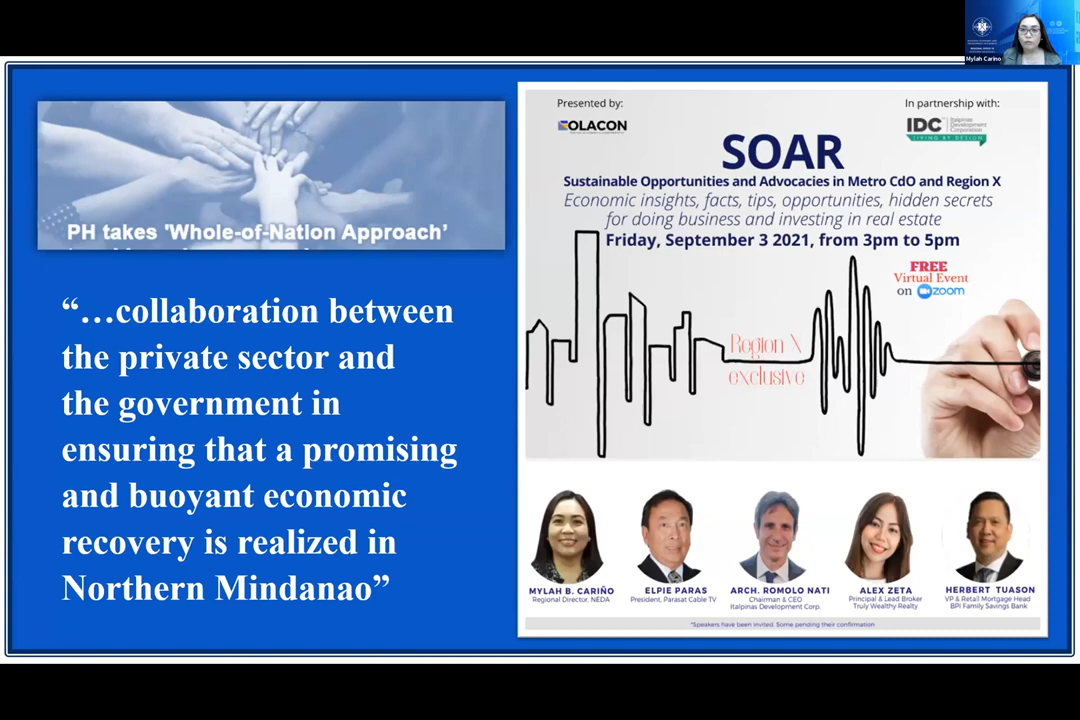 Mylah Carino
PH takes 'Whole-of-Nation Approach'
“…collaboration between
the private sector and
the government in
ensuring that a promising
and buoyant economic
recovery is realized in
Northern Mindanao”
Presented by:
OLACON
In partnership with:
IDC
Italpinas
Development
Corporation
LIVING BY DESIGN
SOAR
Sustainable Opportunities and Advocacies in Metro CdO and Region X
Economic insights, facts, tips, opportunities, hidden secrets
for doing business and investing in real estate
Friday, September 3 2021, from 3pm to 5pm
FREE
Virtual Event
on zoom
Region X
exclusive
MYLAH B. CARIÑO
Regional Director, NEDA
ELPIE PARAS
President, Parasat Cable TV
ARCH. ROMOLO NATI
Chairman & CEO
Italpinas Development Corp.
ALEX ZETA
Principal & Lead Broker
Truly Wealthy Realty
HERBERT TUASON
VP & Retail Mortgage Head
BPI Family Savings Bank
*Speakers have been invited. Some pending their confirmation